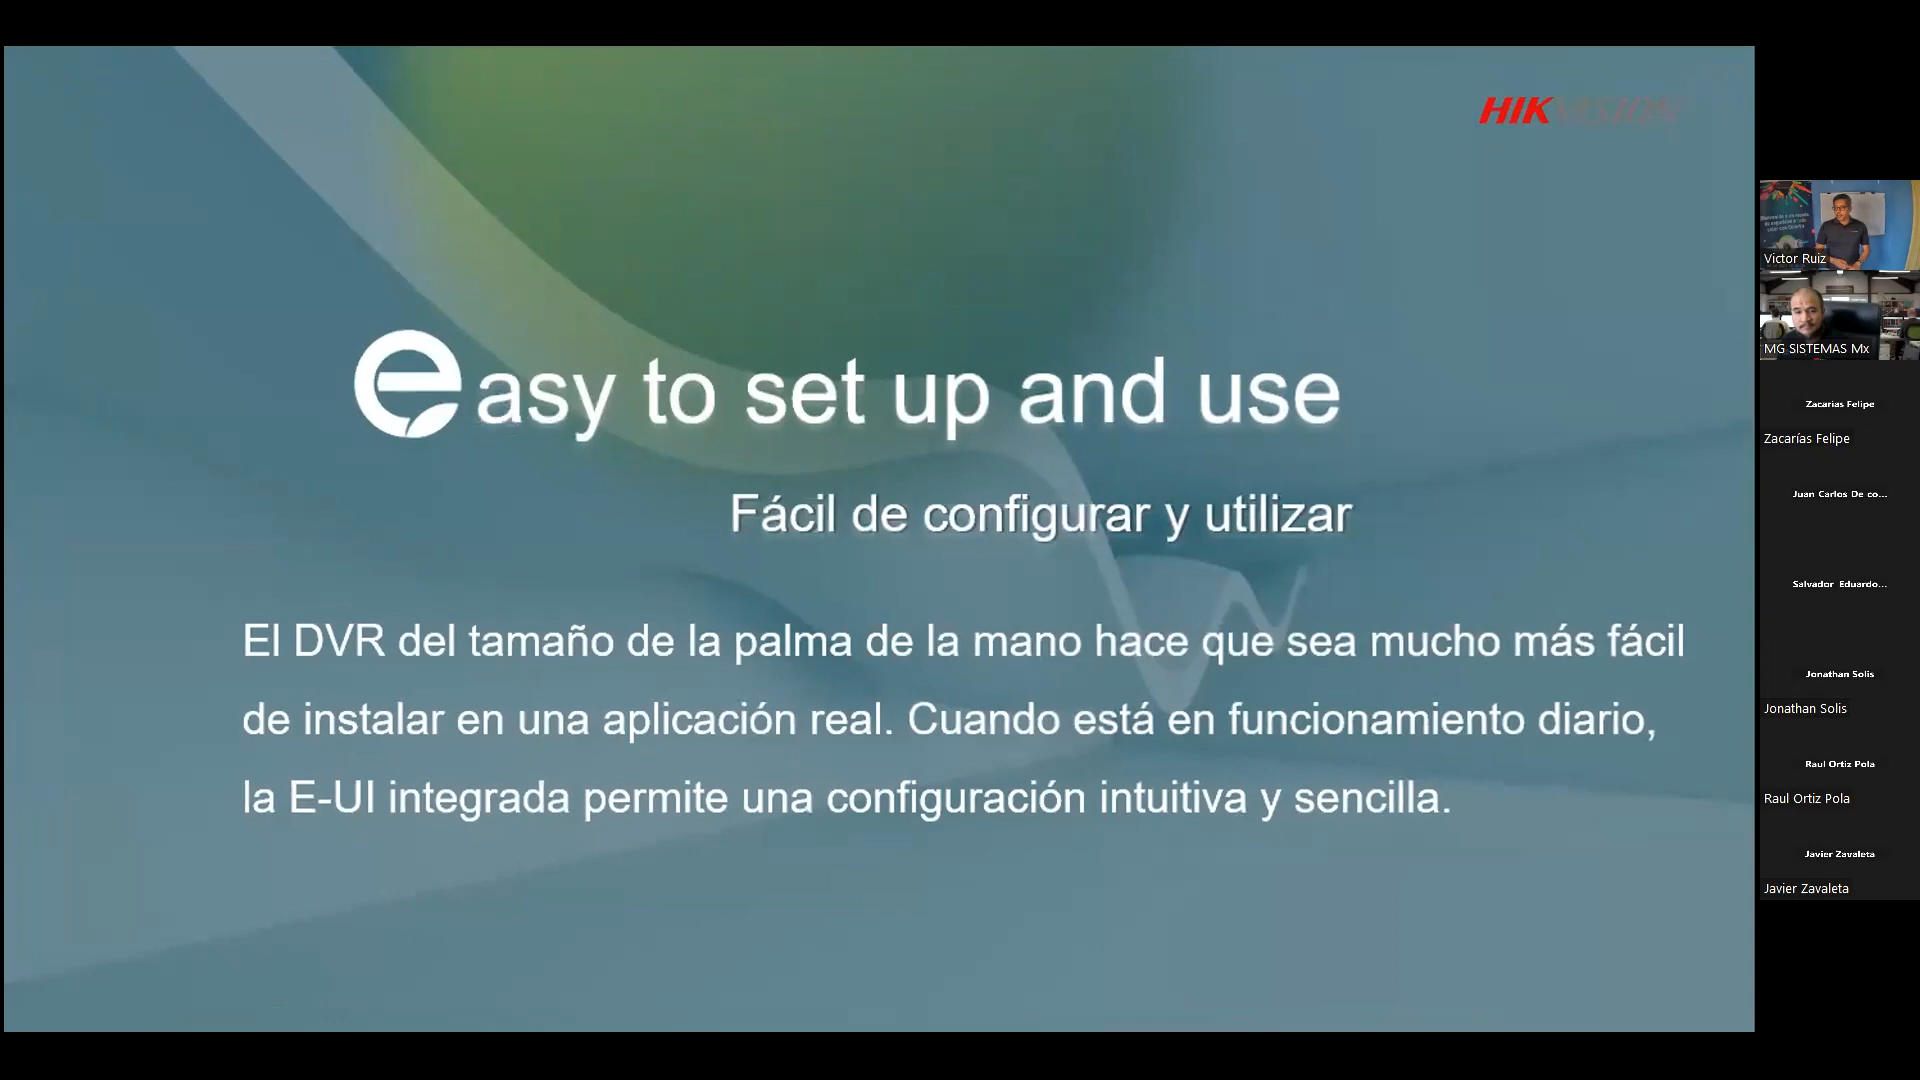 HIKVISION
easy to set up and use
Fácil de configurar y utilizar
El DVR del tamaño de la palma de la mano hace que sea mucho más fácil
de instalar en una aplicación real. Cuando está en funcionamiento diario,
la E-UI integrada permite una configuración intuitiva y sencilla.
Victor Ruiz
MG SISTEMAS Mx
Zacarias Felipe
Zacarías Felipe
Juan Carlos De co...
Salvador Eduardo...
Jonathan Solis
Jonathan Solis
Raul Ortiz Pola
Raul Ortiz Pola
Javier Zavaleta
Javier Zavaleta